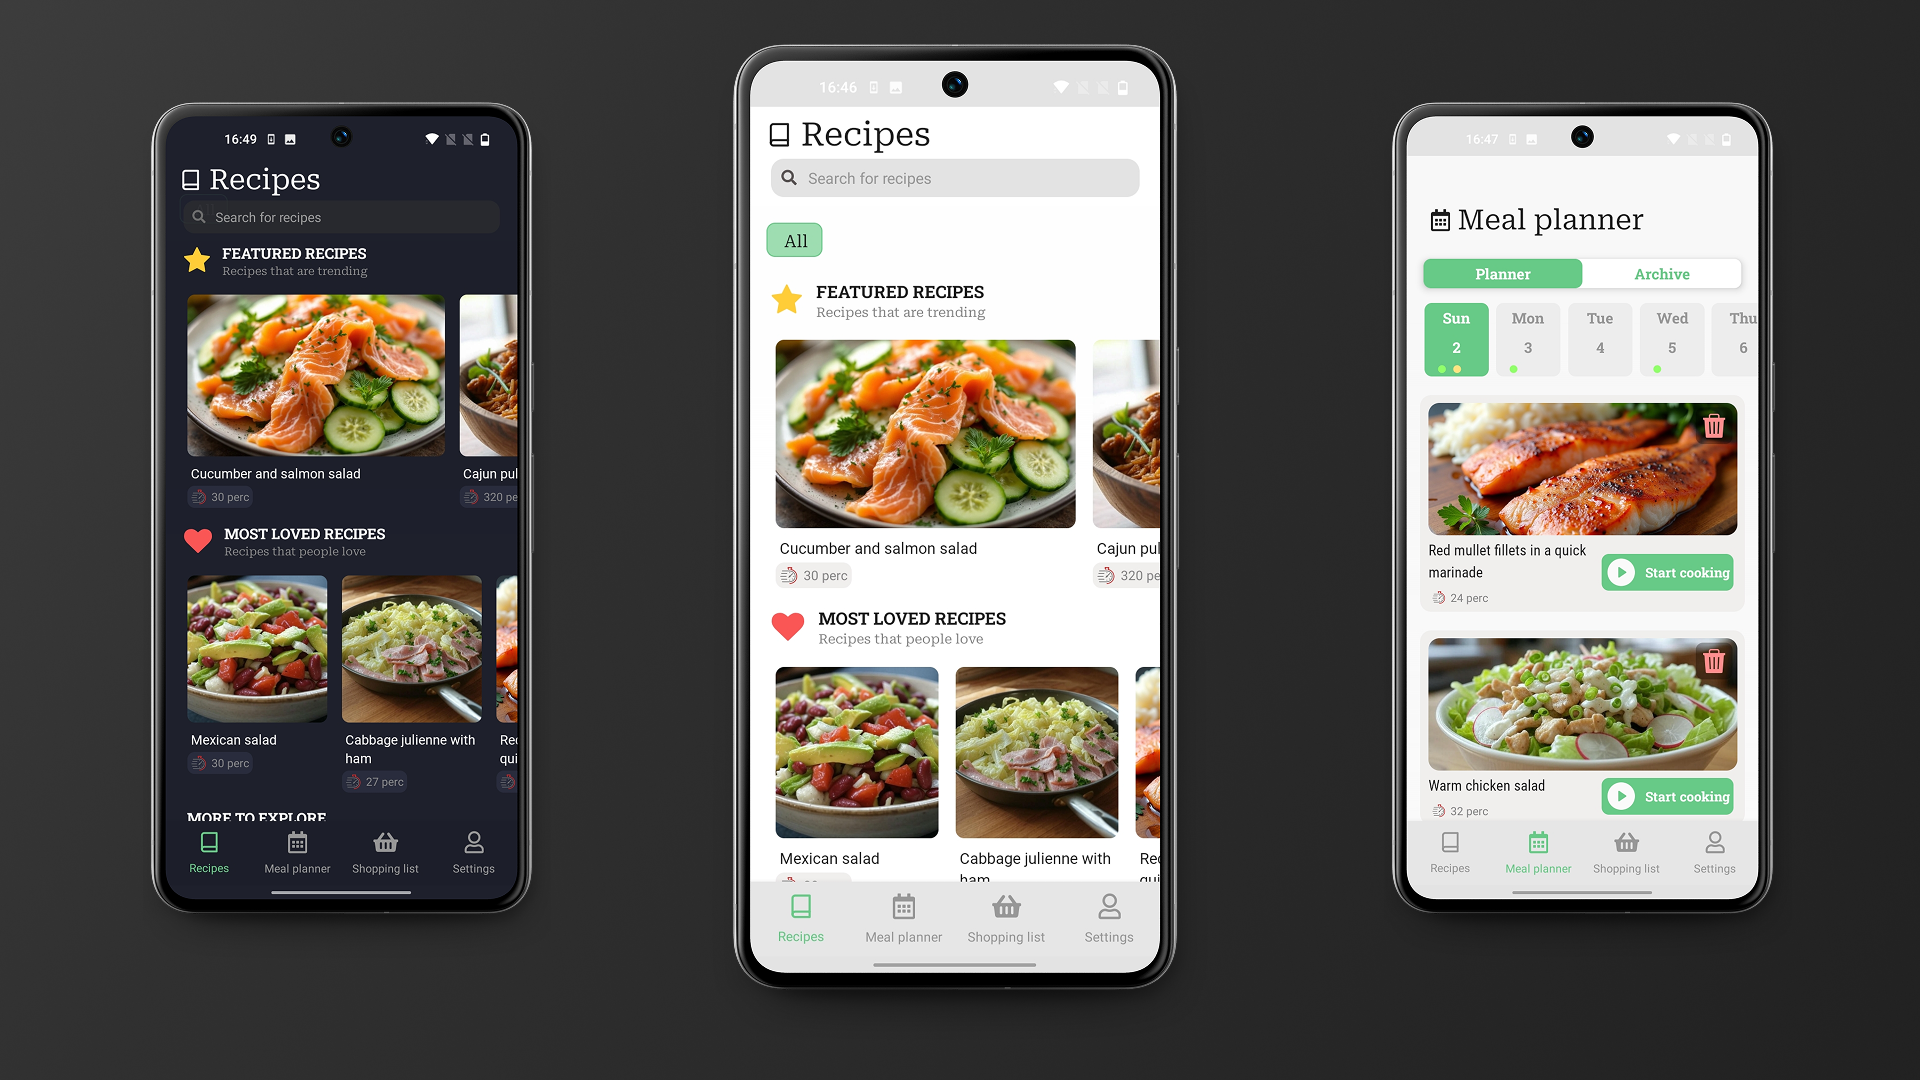 16:49
Recipes
Search for recipes
FEATURED RECIPES
Recipes that are trending
Cucumber and salmon salad
Cajun pul
30 perc
320 pe
MOST LOVED RECIPES
Recipes that people love
Mexican salad
Cabbage julienne with
ham
Rec
qui
30 perc
27 perc
MORE TO EXPLORE
Recipes
Meal planner
Shopping list
Settings
16:46
Recipes
Search for recipes
All
FEATURED RECIPES
Recipes that are trending
Cucumber and salmon salad
Cajun pul
30 perc
320 pe
MOST LOVED RECIPES
Recipes that people love
Mexican salad
Cabbage julienne with
ham
Rec
qui
Recipes
Meal planner
Shopping list
Settings
16:47
Meal planner
Planner
Archive
Sun
Mon
Tue
Wed
Thu
2
3
4
5
6
Red mullet fillets in a quick
marinade
Start cooking
24 perc
Warm chicken salad
Start cooking
32 perc
Recipes
Meal planner
Shopping list
Settings